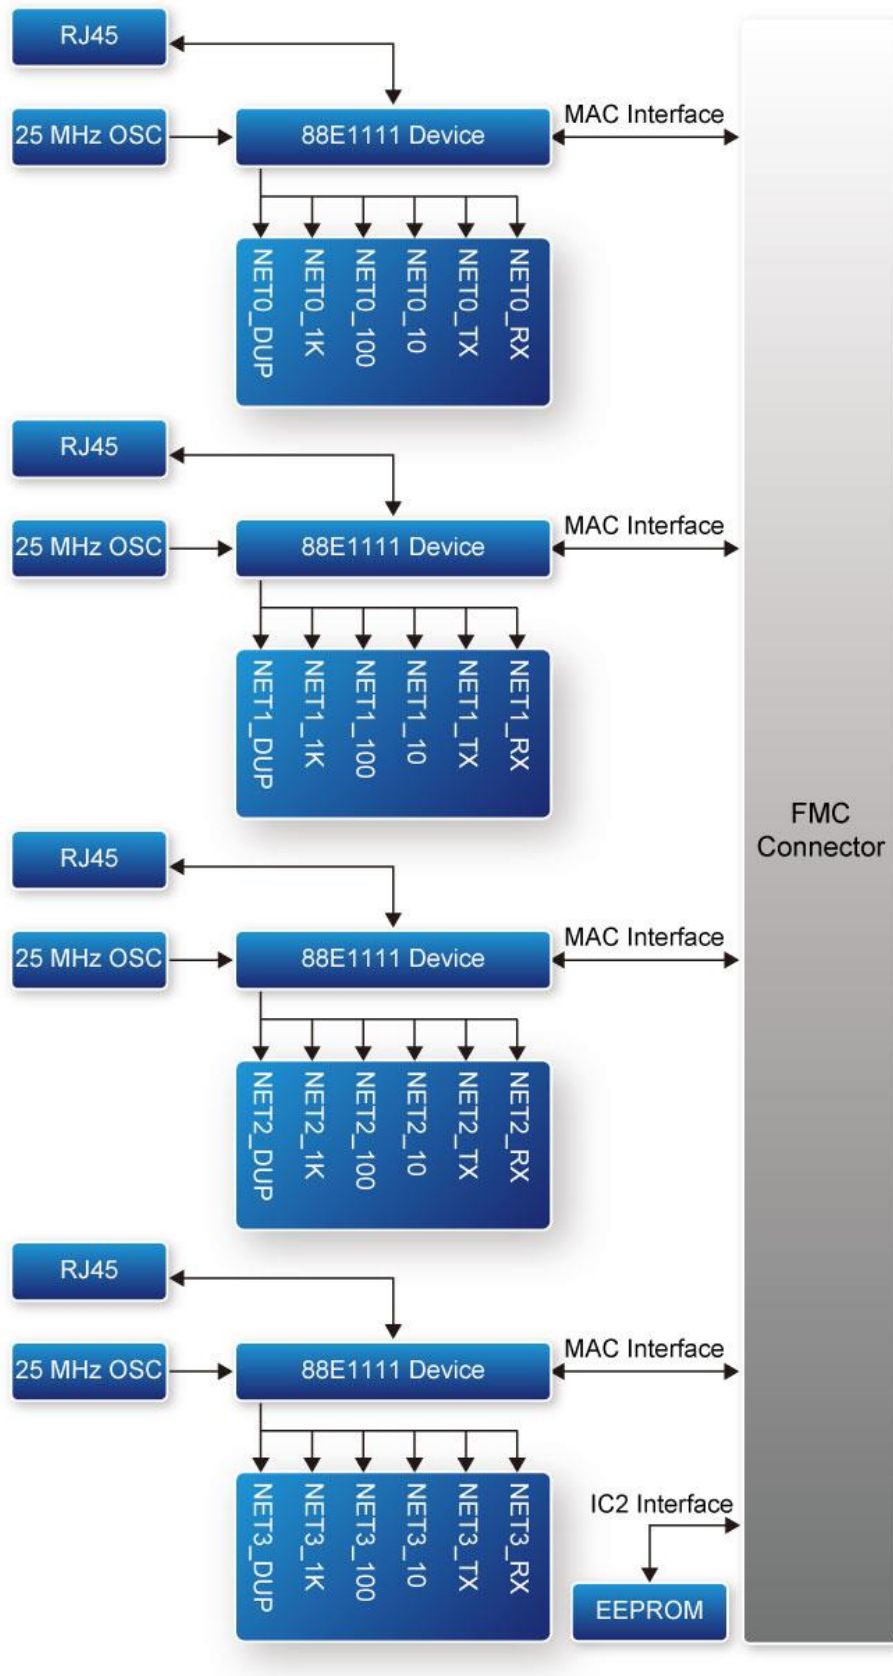 RJ45
25 MHz OSC
88E1111 Device
MAC Interface
NET0_DUP
NET0_1K
NET0_100
NET0_10
NET0_TX
NET0_RX
RJ45
25 MHz OSC
88E1111 Device
MAC Interface
NET1_DUP
NET1_1K
NET1_100
NET1_10
NET1_TX
NET1_RX
FMC
Connector
RJ45
25 MHz OSC
88E1111 Device
MAC Interface
NET2_DUP
NET2_1K
NET2_100
NET2_10
NET2_TX
NET2_RX
RJ45
25 MHz OSC
88E1111 Device
MAC Interface
NET3_DUP
NET3_1K
NET3_100
NET3_10
NET3_TX
NET3_RX
IC2 Interface
EEPROM